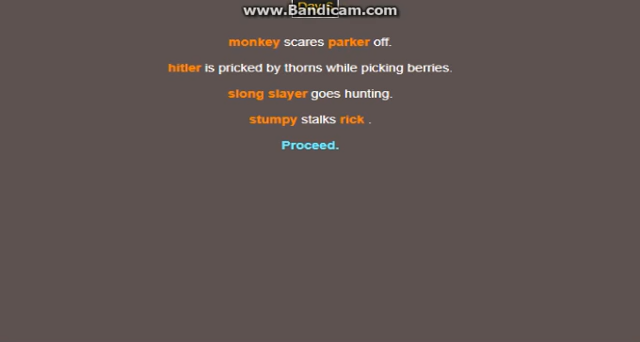 www.Bandicam.com
monkey scares parker off.
hitler is pricked by thorns while picking berries.
slong slayer goes hunting.
stumpy stalks rick .
Proceed.